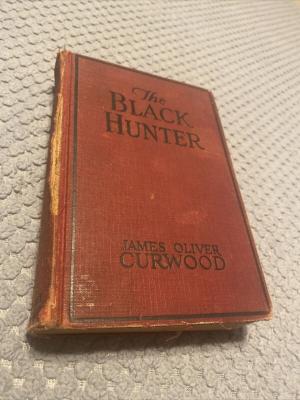 The
BLACK
HUNTER
JAMES OLIVER
CURWOOD